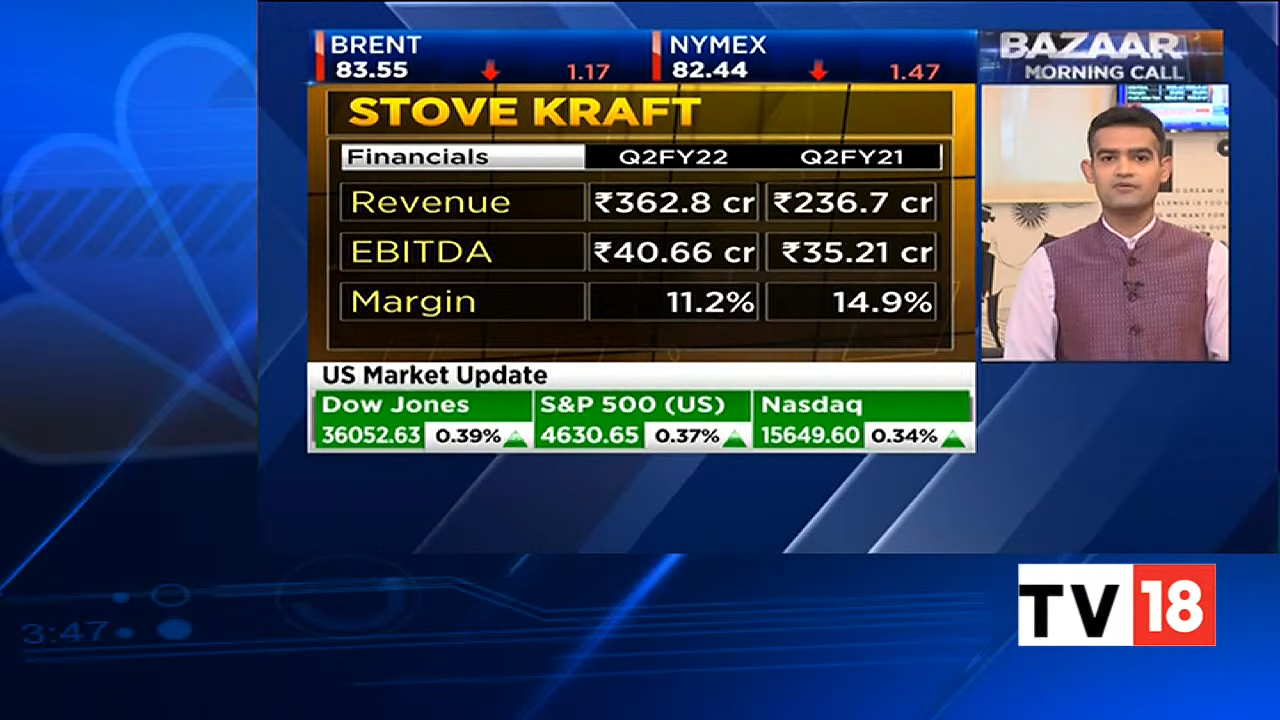 BRENT
83.55 1.17
NYMEX
82.44 1.47
BAZAAR
MORNING CALL
STOVE KRAFT
Financials Q2FY22 Q2FY21
Revenue ₹362.8 cr ₹236.7 cr
EBITDA ₹40.66 cr ₹35.21 cr
Margin 11.2% 14.9%
US Market Update
Dow Jones S&P 500 (US) Nasdaq
36052.63 0.39% 4630.65 0.37% 15649.60 0.34%
3:47
TV18